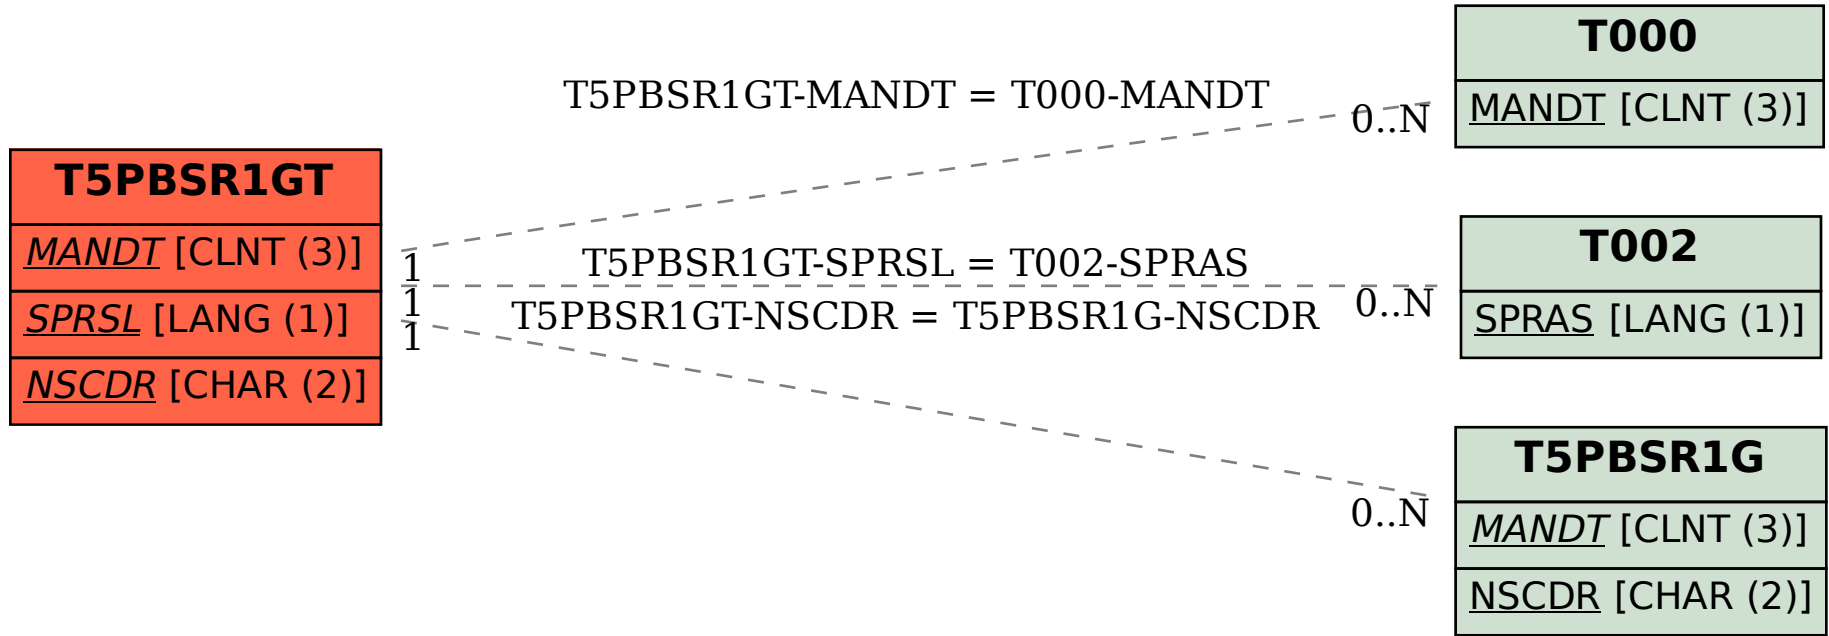 T5PBSR1GT
MANDT [CLNT (3)]
SPRSL [LANG (1)]
NSCDR [CHAR (2)]
T5PBSR1GT-MANDT = T000-MANDT
0..N
1
T5PBSR1GT-SPRSL = T002-SPRAS
0..N
1
T5PBSR1GT-NSCDR = T5PBSR1G-NSCDR
0..N
1
T000
MANDT [CLNT (3)]
T002
SPRAS [LANG (1)]
T5PBSR1G
MANDT [CLNT (3)]
NSCDR [CHAR (2)]